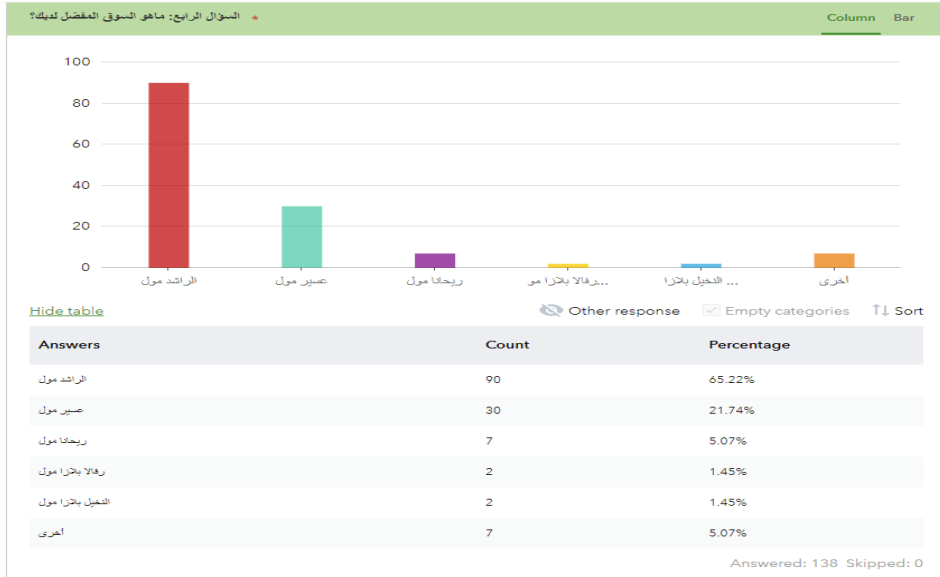 * السؤال الرابع: ماهو السوق المفضل لديك؟
Column Bar
100
80
60
40
20
0
الراشد مول
عسير مول
ريحانا مول
...رفالا بلازا مو
... النخيل بلازا
أخرى
Hide table
Other response Empty categories Sort
Answers Count Percentage
الراشد مول 90 65.22%
عسير مول 30 21.74%
ريحانا مول 7 5.07%
رفالا بلازا مول 2 1.45%
النخيل بلازا مول 2 1.45%
أخرى 7 5.07%
Answered: 138 Skipped: 0